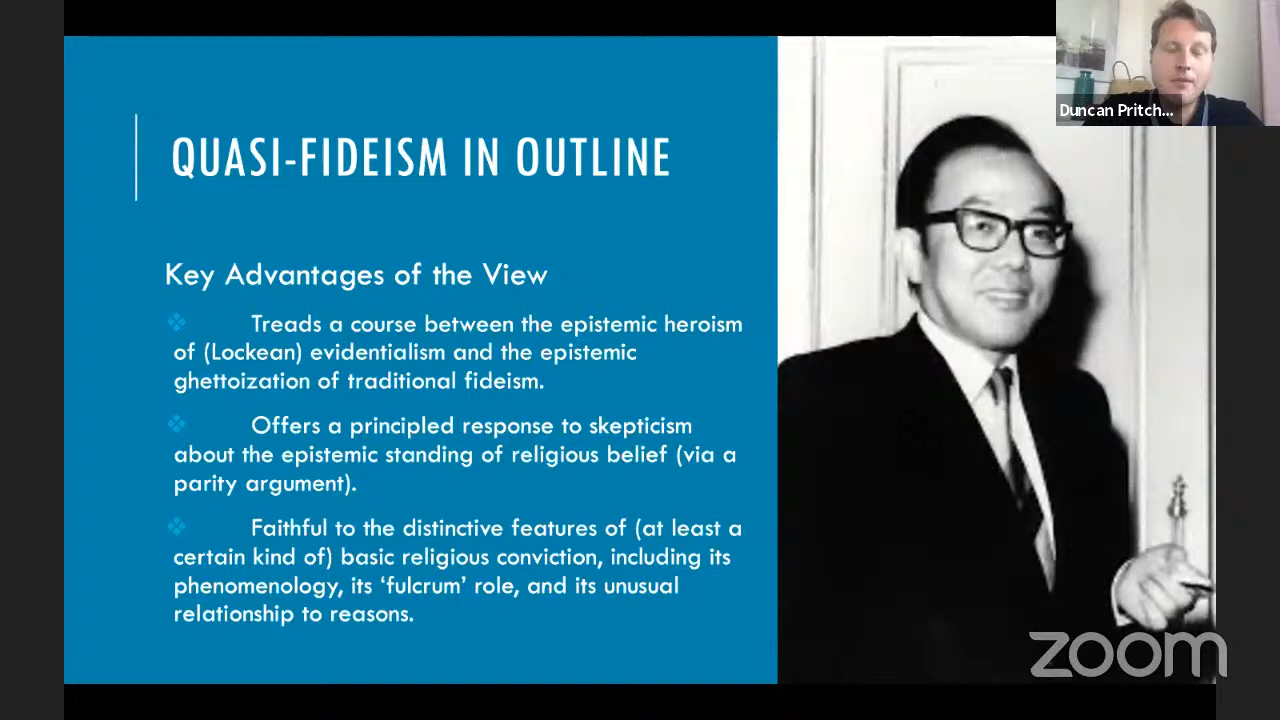 Duncan Pritch...
QUASI-FIDEISM IN OUTLINE
Key Advantages of the View
❖ Treads a course between the epistemic heroism
of (Lockean) evidentialism and the epistemic
ghettoization of traditional fideism.
❖ Offers a principled response to skepticism
about the epistemic standing of religious belief (via a
parity argument).
❖ Faithful to the distinctive features of (at least a
certain kind of) basic religious conviction, including its
phenomenology, its ‘fulcrum’ role, and its unusual
relationship to reasons.
zoom